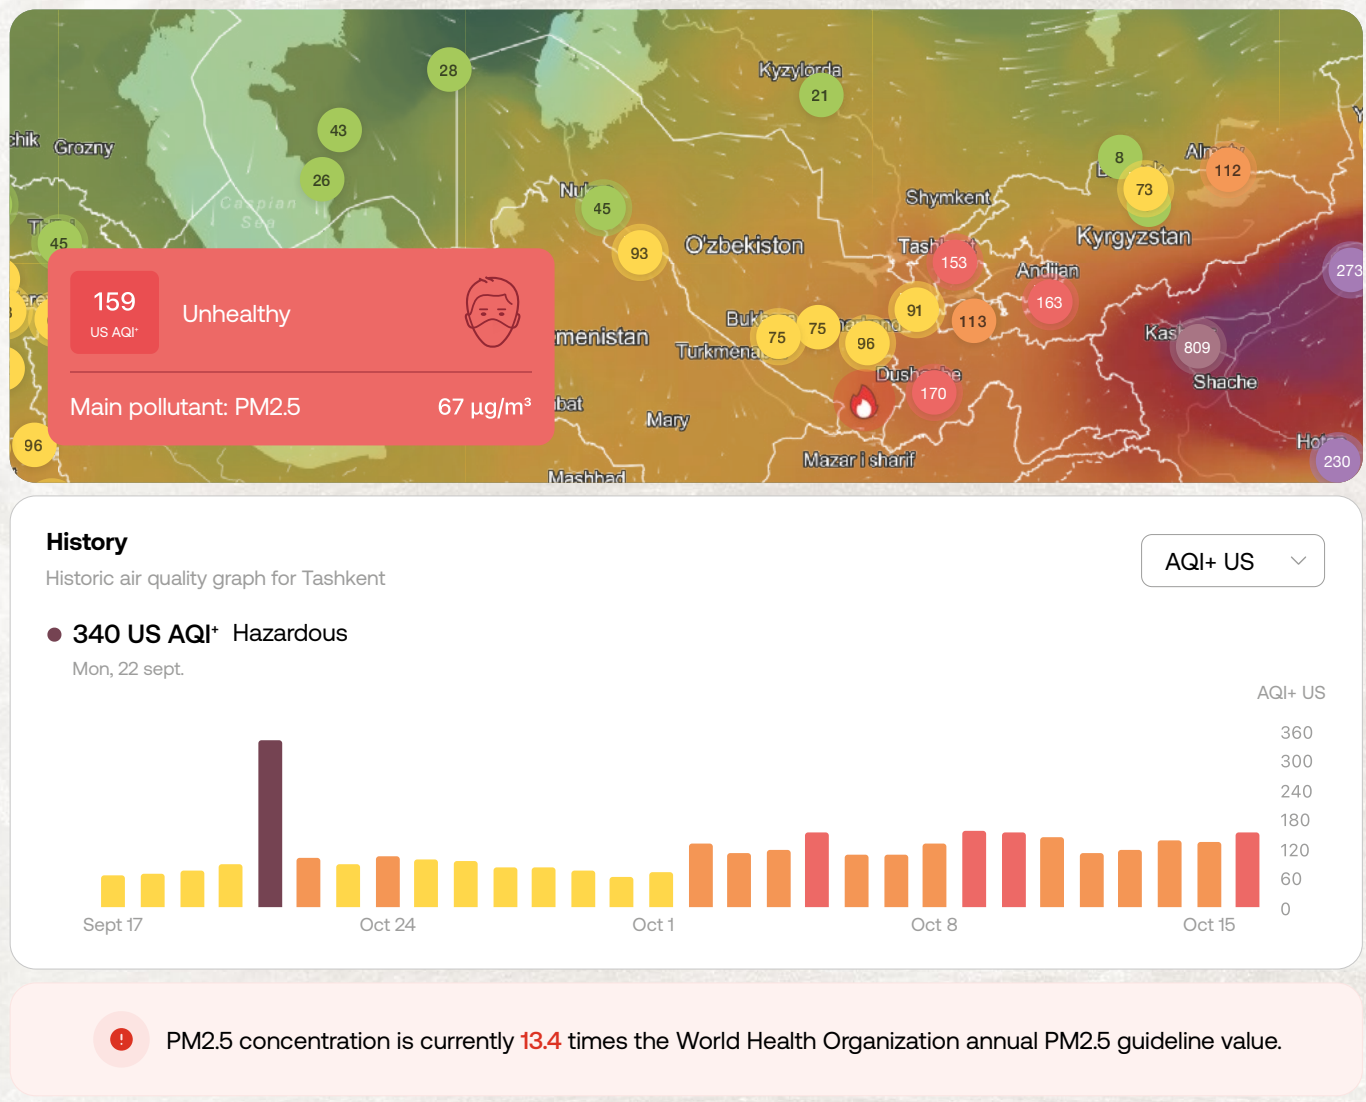 28
Kyzylorda
21
43
chik
Grozny
8
Almaty
112
26
73
Caspian
Sea
45
Shymkent
45
93
O'zbekiston
Kyrgyzstan
153
Andijan
273
163
159
US AQI+
Unhealthy
91
113
75
75
96
menistan
809
Shache
Main pollutant: PM2.5
67 µg/m³
bat
Mary
170
96
Mazar i sharif
230
Mashhad
History
Historic air quality graph for Tashkent
AQI+ US
340 US AQI+ Hazardous
Mon, 22 sept.
AQI+ US
360
300
240
180
120
60
0
Sept 17
Oct 24
Oct 1
Oct 8
Oct 15
PM2.5 concentration is currently 13.4 times the World Health Organization annual PM2.5 guideline value.